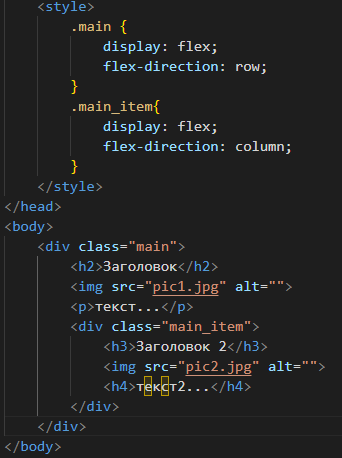 <style>
.main {
display: flex;
flex-direction: row;
}
.main_item{
display: flex;
flex-direction: column;
}
</style>
</head>
<body>
<div class="main">
<h2>Заголовок</h2>
<img src="pic1.jpg" alt="">
<p>текст...</p>
<div class="main_item">
<h3>Заголовок 2</h3>
<img src="pic2.jpg" alt="">
<h4>текст2...</h4>
</div>
</div>
</body>